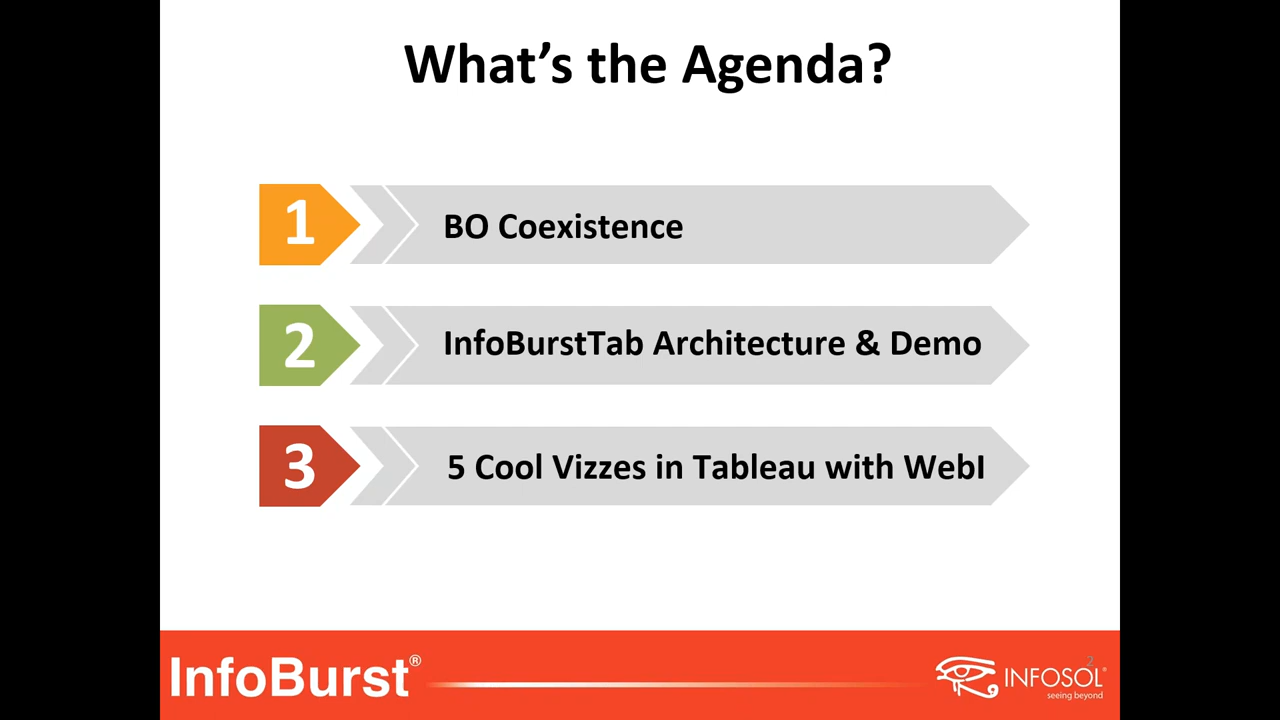 What's the Agenda?
1
BO Coexistence
2
InfoBurstTab Architecture & Demo
3
5 Cool Vizzes in Tableau with WebI
InfoBurst®
2
INFOSOL®
seeing beyond